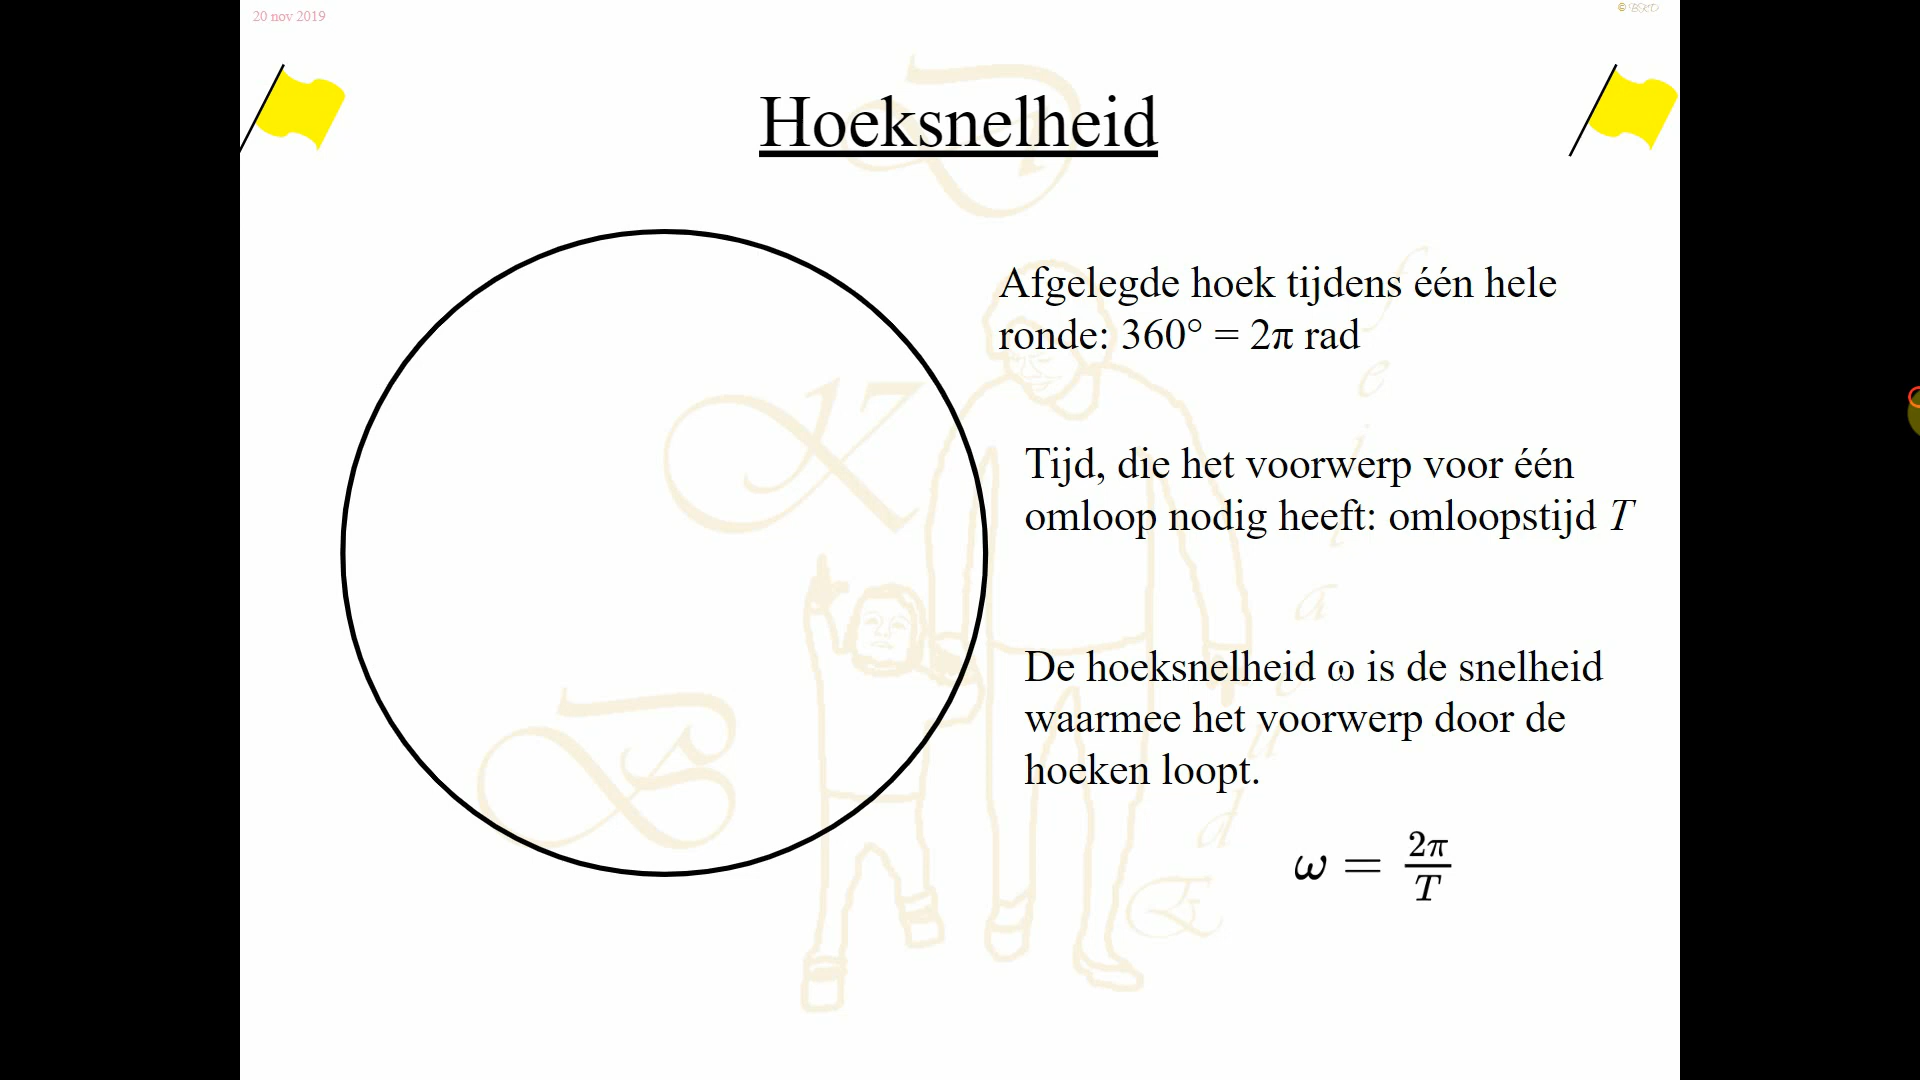 20 nov 2019
© BKD
Hoeksnelheid
Afgelegde hoek tijdens één hele
ronde: 360° = 2π rad
Tijd, die het voorwerp voor één
omloop nodig heeft: omloopstijd T
De hoeksnelheid ω is de snelheid
waarmee het voorwerp door de
hoeken loopt.
ω = 2π/T